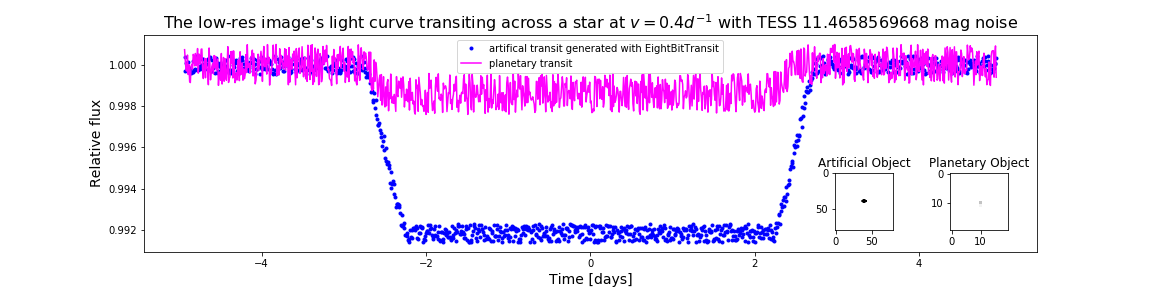 The low-res image's light curve transiting across a star at v = 0.4d⁻¹ with TESS 11.4658569668 mag noise
artifical transit generated with EightBitTransit
planetary transit
Relative flux
1.000
0.998
0.996
0.994
0.992
Artificial Object
0
50
0 50
Planetary Object
0
10
0 10
−4 −2 0 2 4
Time [days]